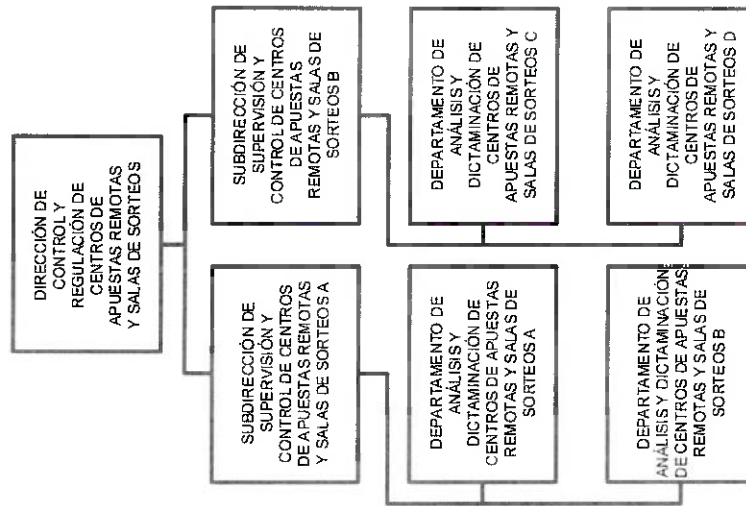 DIRECCIÓN DE
CONTROL Y
REGULACIÓN DE
CENTROS DE
APUESTAS REMOTAS
Y SALAS DE SORTEOS
SUBDIRECCIÓN DE
SUPERVISIÓN Y
CONTROL DE CENTROS
DE APUESTAS REMOTAS
Y SALAS DE SORTEOS A
SUBDIRECCIÓN DE
SUPERVISIÓN Y
CONTROL DE CENTROS
DE APUESTAS
REMOTAS Y SALAS DE
SORTEOS B
DEPARTAMENTO DE
ANÁLISIS Y
DICTAMINACIÓN DE
CENTROS DE APUESTAS
REMOTAS Y SALAS DE
SORTEOS A
DEPARTAMENTO DE
ANÁLISIS Y
DICTAMINACIÓN DE
CENTROS DE
APUESTAS REMOTAS Y
SALAS DE SORTEOS C
DEPARTAMENTO DE
ANÁLISIS Y DICTAMINACIÓN
DE CENTROS DE APUESTAS
REMOTAS Y SALAS DE
SORTEOS B
DEPARTAMENTO DE
ANÁLISIS Y
DICTAMINACIÓN DE
CENTROS DE
APUESTAS REMOTAS Y
SALAS DE SORTEOS D